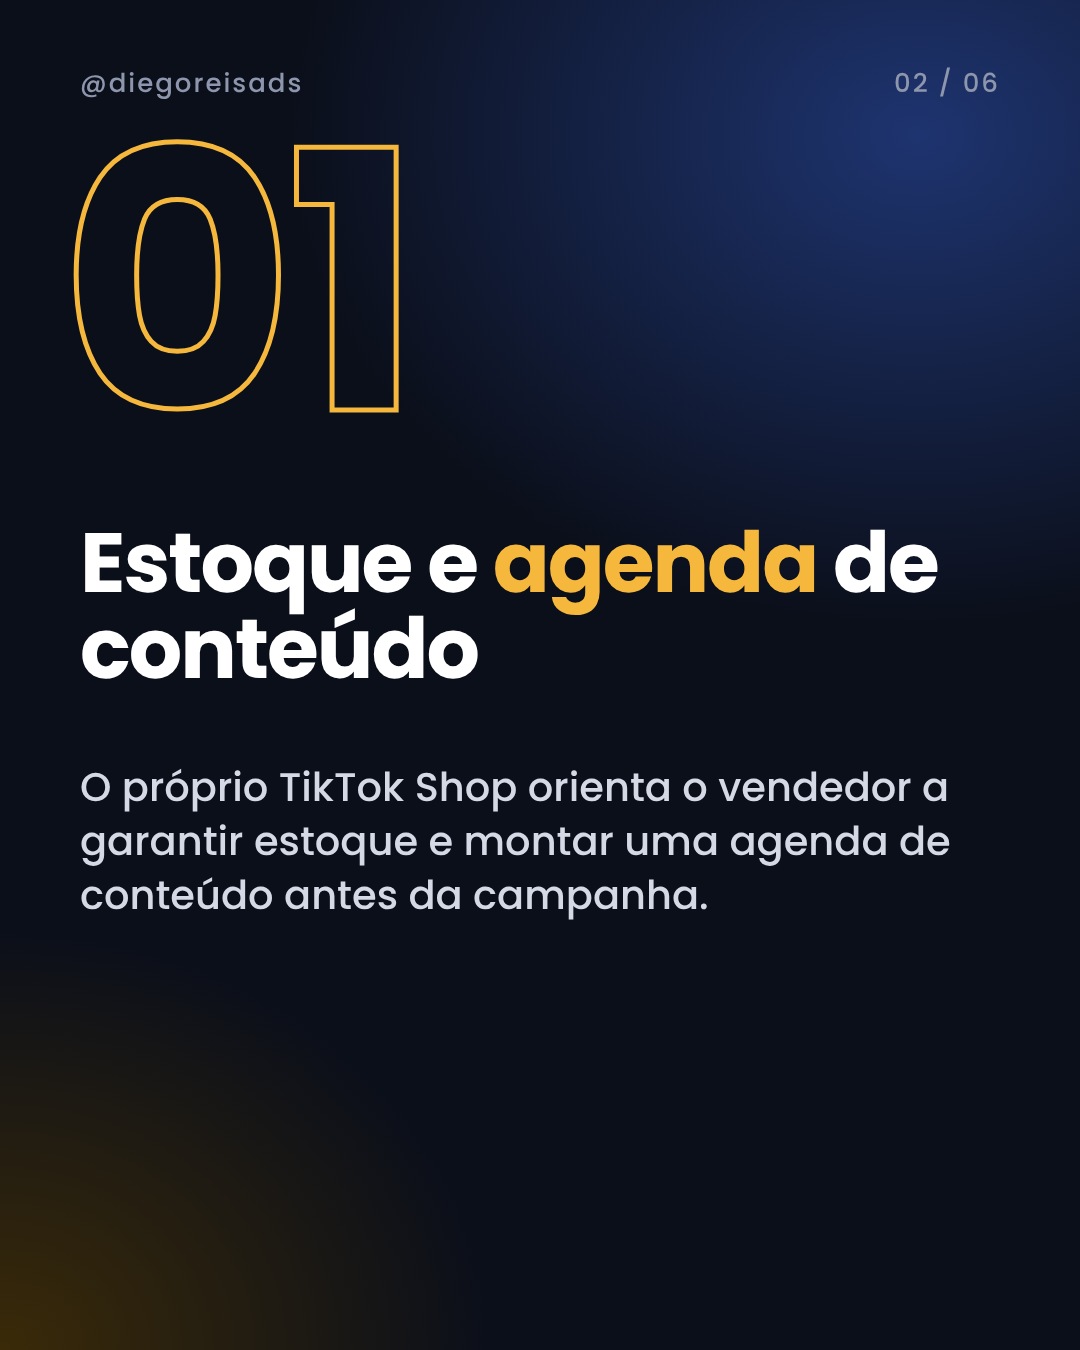 @diegoreisads
02 / 06
01
Estoque e agenda de
conteúdo
O próprio TikTok Shop orienta o vendedor a
garantir estoque e montar uma agenda de
conteúdo antes da campanha.